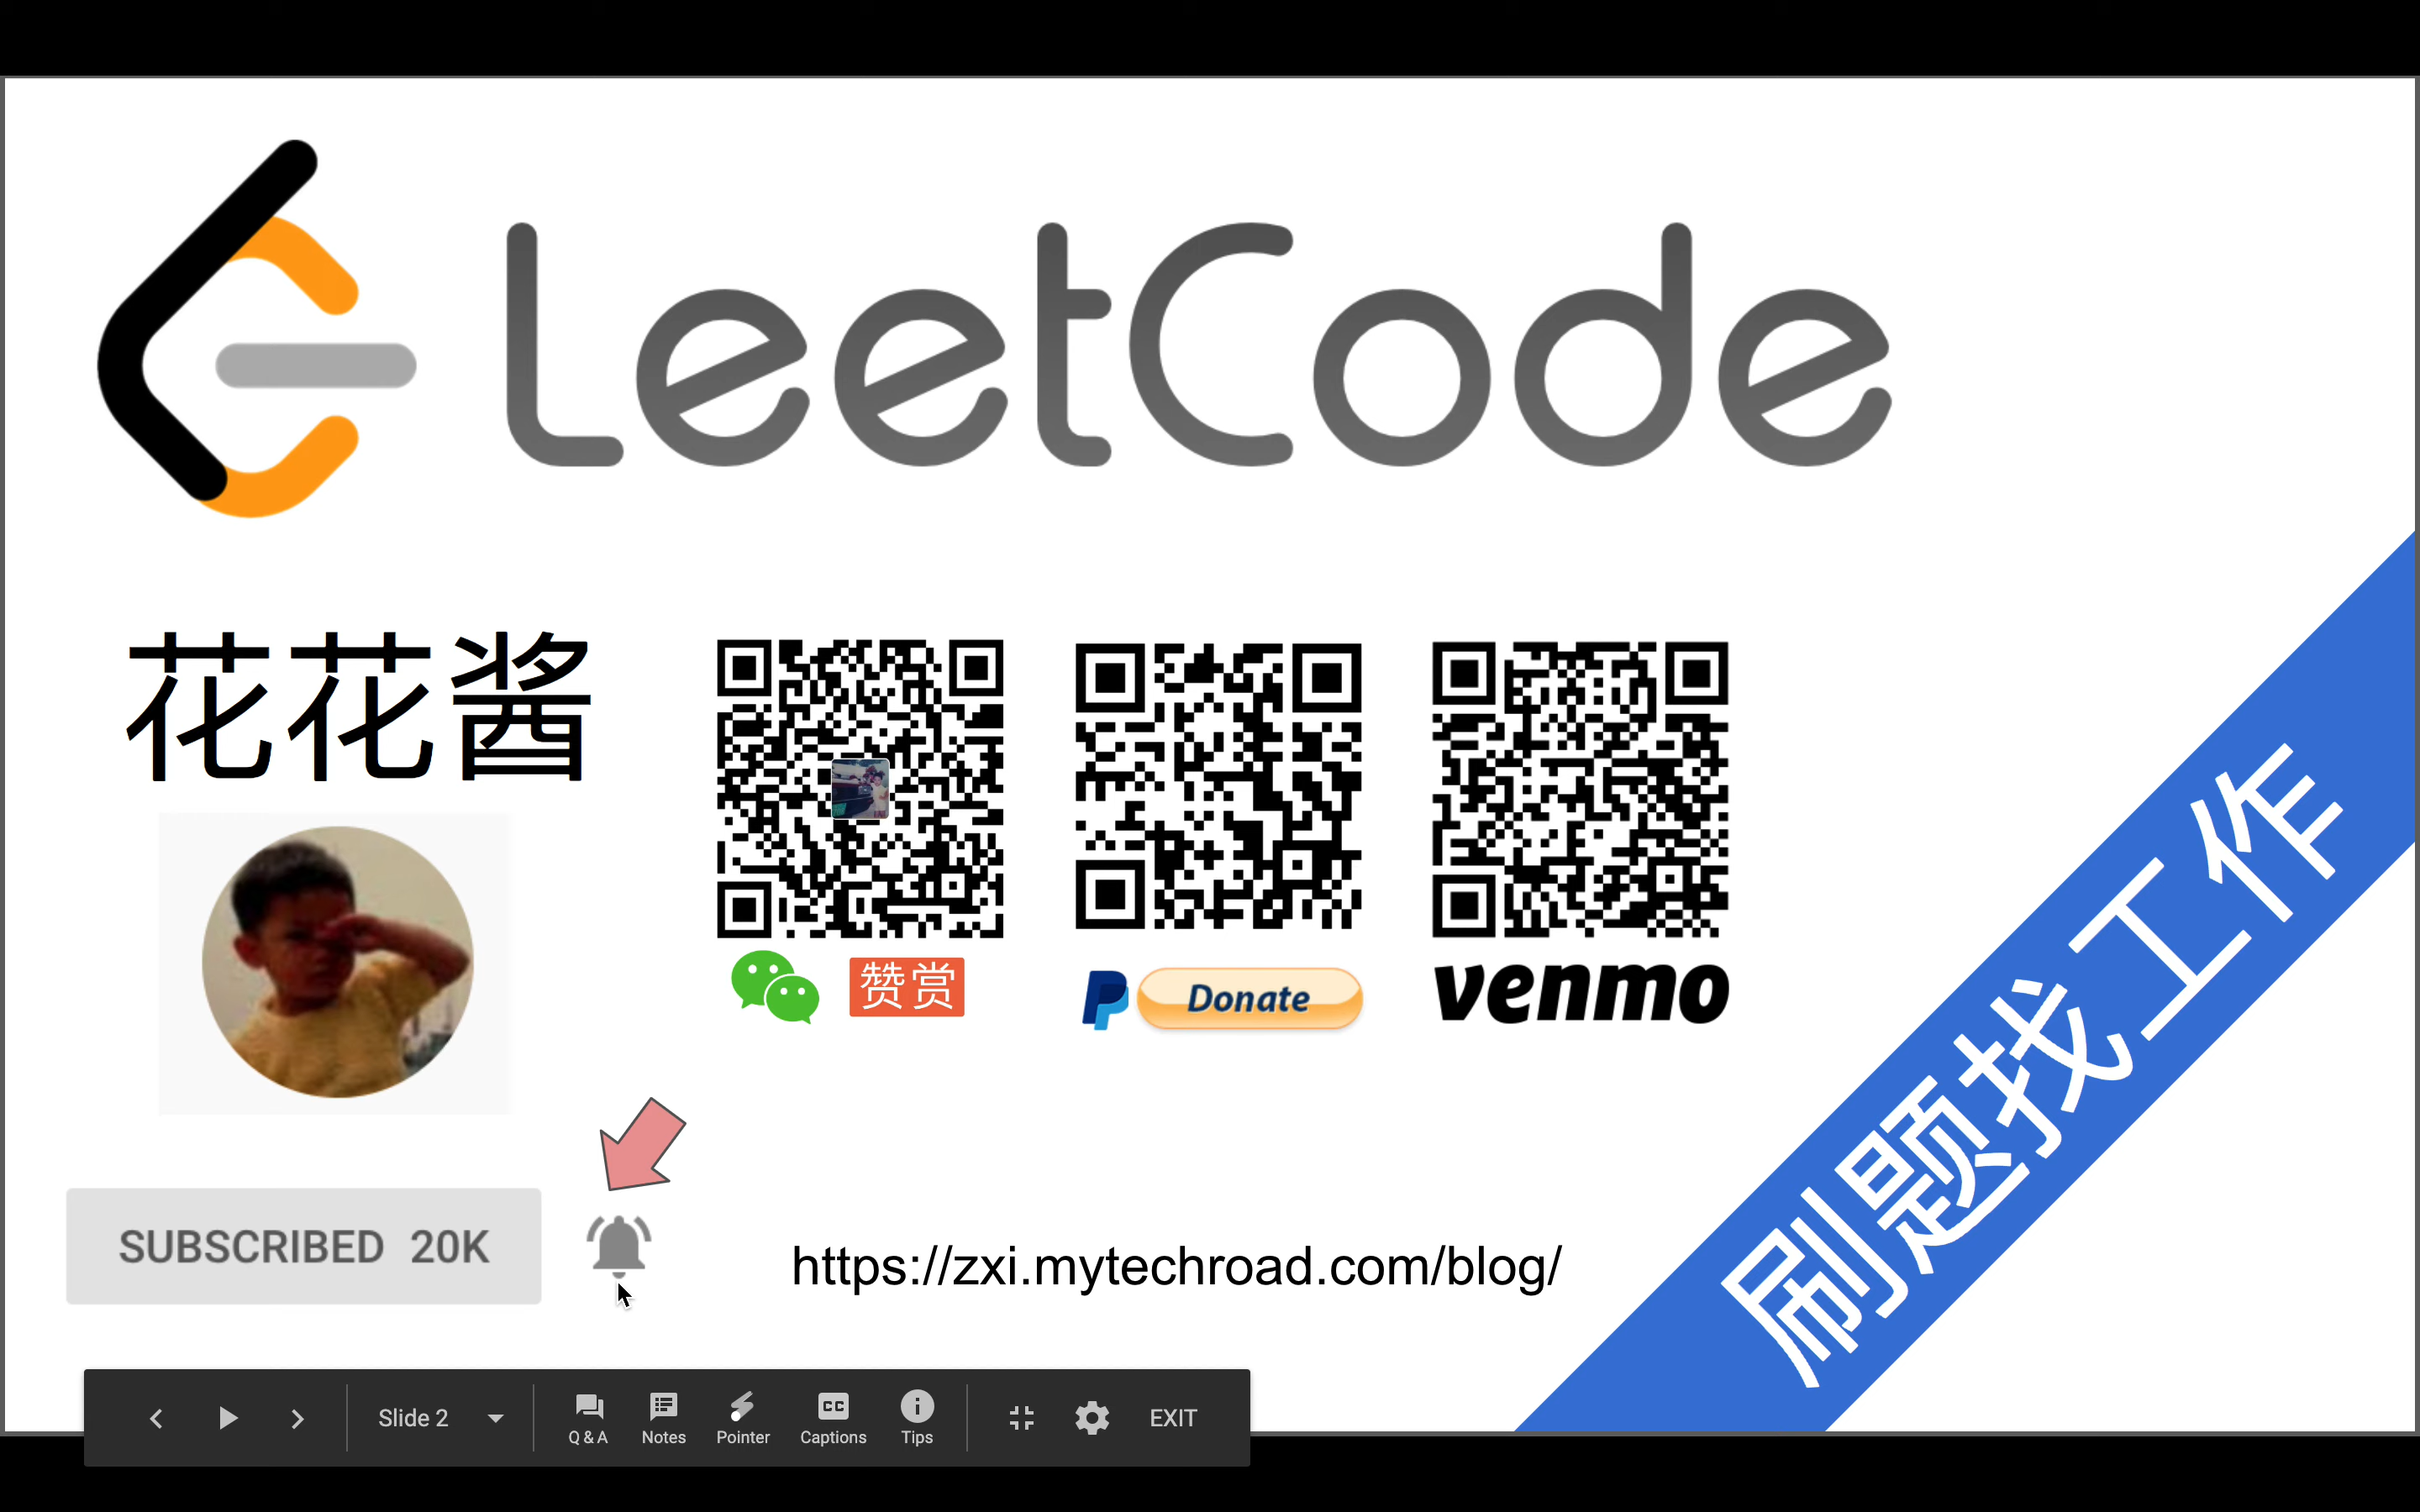 LeetCode
花花酱
赞赏
Donate
venmo
SUBSCRIBED 20K
https://zxi.mytechroad.com/blog/
刷题找工作
Slide 2
CC
Q & A
Notes
Pointer
Captions
Tips
EXIT